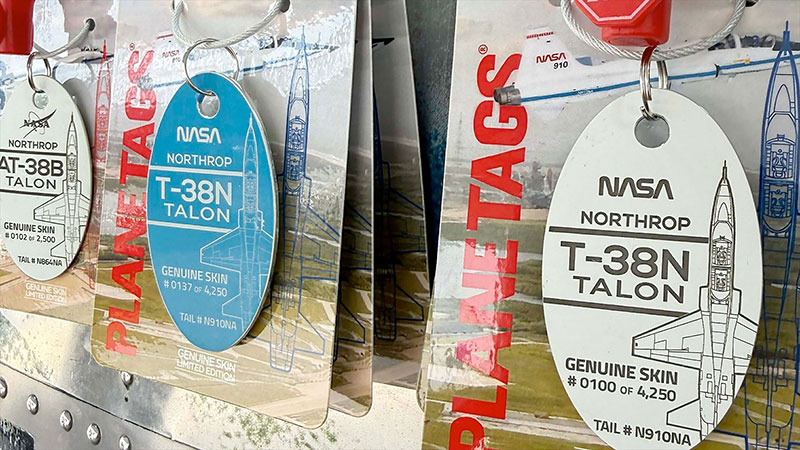 NASA
NORTHROP
AT-38B
TALON
GENUINE SKIN
# 0102 OF 2,500
TAIL # N864NA
PLANETAGS®
NASA
NORTHROP
T-38N
TALON
GENUINE SKIN
# 0137 OF 4,250
TAIL # N910NA
GENUINE SKIN
LIMITED EDITION
GENUINE SKIN
LIMITED EDITION
PLANETAGS®
NASA
910
NASA
NORTHROP
T-38N
TALON
GENUINE SKIN
# 0100 OF 4,250
TAIL # N910NA